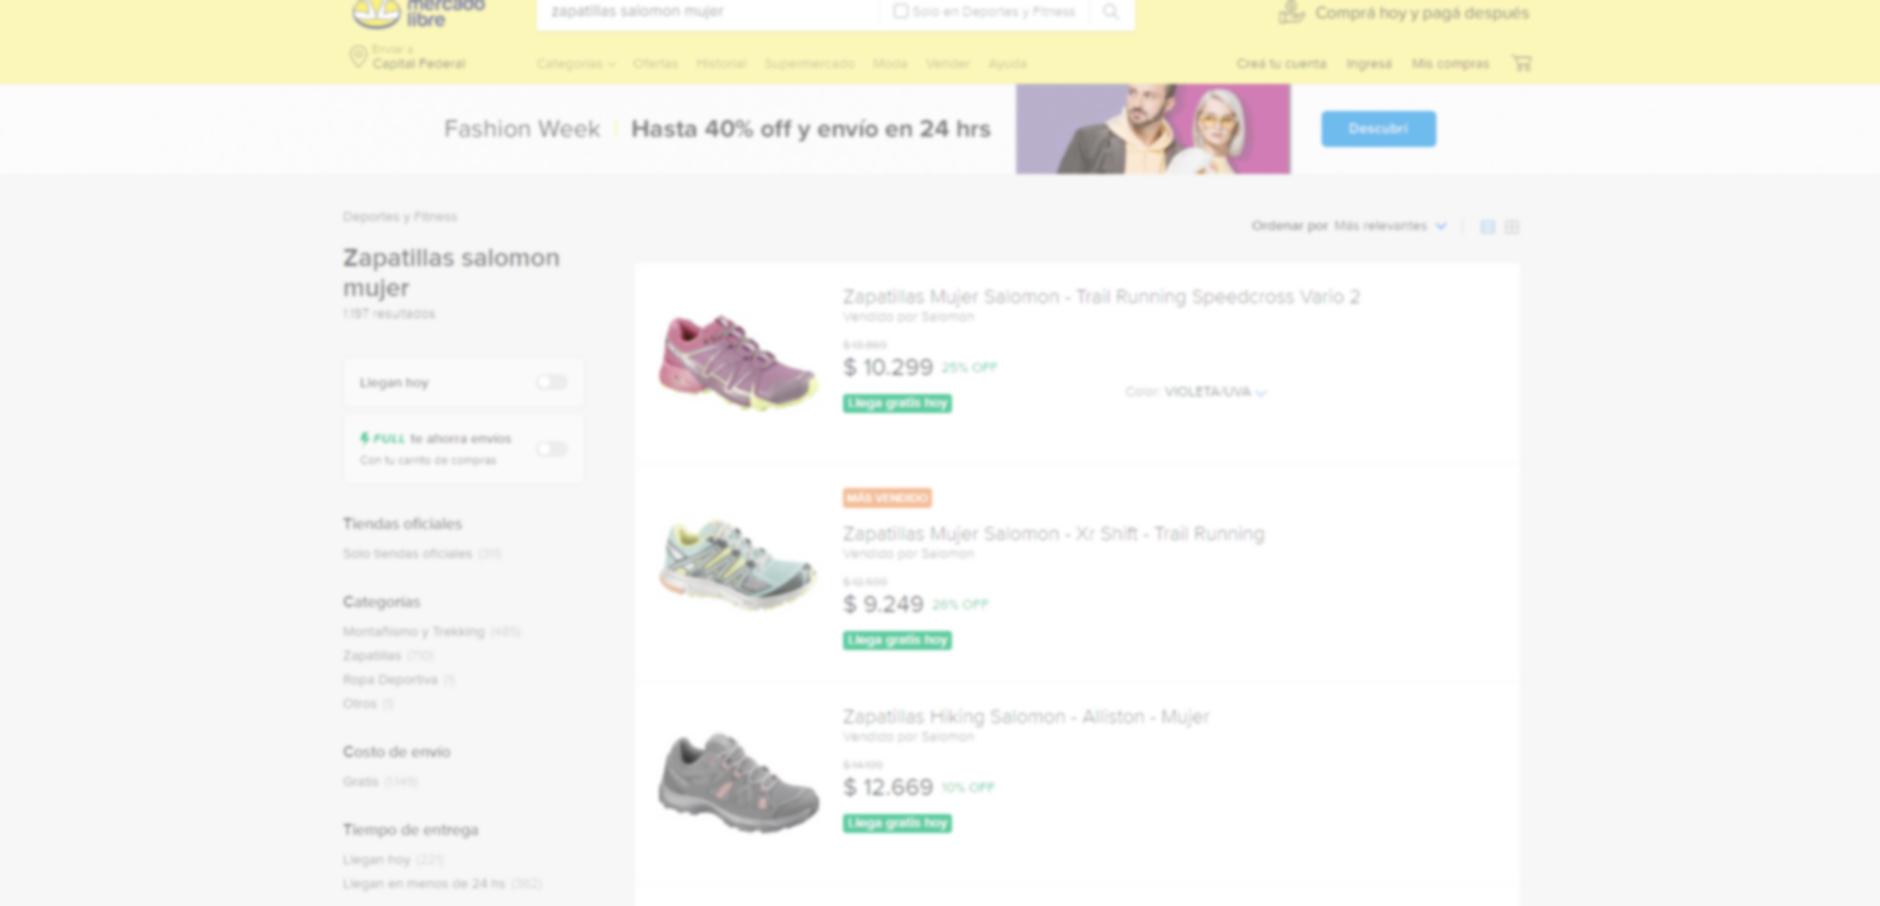 mercado
libre
zapatillas salomon mujer
Solo en Deportes y Fitness
Comprá hoy y pagá después
Enviar a
Capital Federal
Categorías
Ofertas
Historial
Supermercado
Moda
Vender
Ayuda
Creá tu cuenta
Ingresá
Mis compras
Fashion Week
Hasta 40% off y envío en 24 hrs
Descubrí
Deportes y Fitness
Zapatillas salomon
mujer
1.197 resultados
Ordenar por Más relevantes
Llegan hoy
FULL te ahorra envíos
Con tu carrito de compras
Tiendas oficiales
Solo tiendas oficiales
Categorías
Montañismo y Trekking (485)
Zapatillas (710)
Ropa Deportiva (1)
Otros (1)
Costo de envío
Gratis (1.149)
Tiempo de entrega
Llegan hoy (221)
Llegan en menos de 24 hs (362)
Zapatillas Mujer Salomon - Trail Running Speedcross Vario 2
Vendido por Salomon
$ 10.299 25% OFF
Llega gratis hoy
Color: VIOLETA/UVA
MÁS VENDIDO
Zapatillas Mujer Salomon - Xr Shift - Trail Running
Vendido por Salomon
$ 12.599
$ 9.249 26% OFF
Llega gratis hoy
Zapatillas Hiking Salomon - Alliston - Mujer
Vendido por Salomon
$ 14.199
$ 12.669 10% OFF
Llega gratis hoy